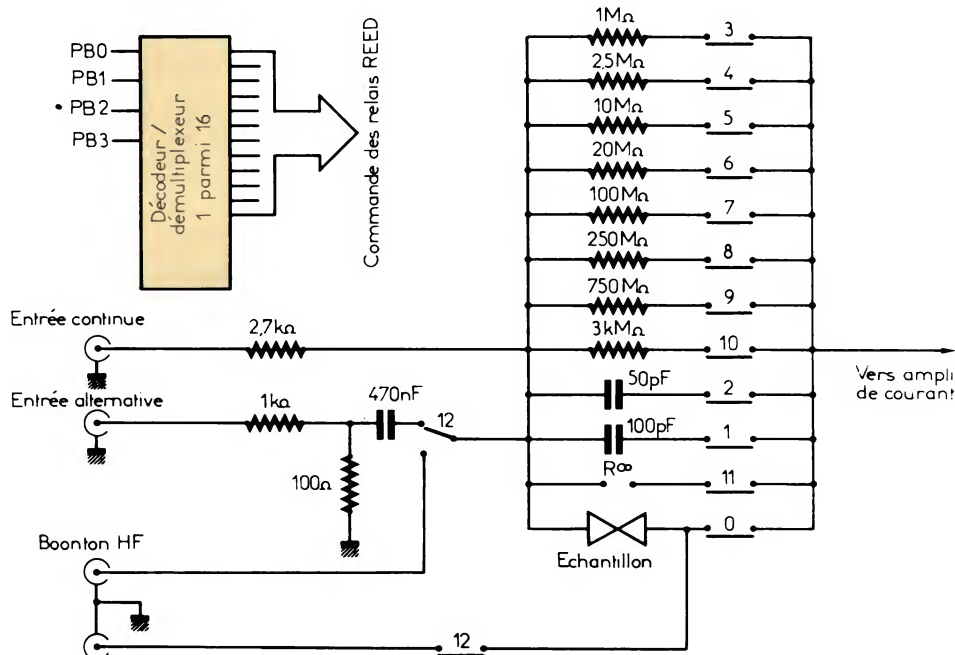 PB0
PB1
PB2
PB3
Décodeur /
démultiplexeur
1 parmi 16
Commande des relais REED
1MΩ
3
2,5MΩ
4
10MΩ
5
20MΩ
6
100MΩ
7
250MΩ
8
750MΩ
9
Entrée continue
2,7kΩ
3kMΩ
10
Vers ampli
de courant
50pF
2
Entrée alternative
1kΩ
470nF
12
100pF
1
100Ω
R∞
11
0
Echantillon
Boonton HF
12